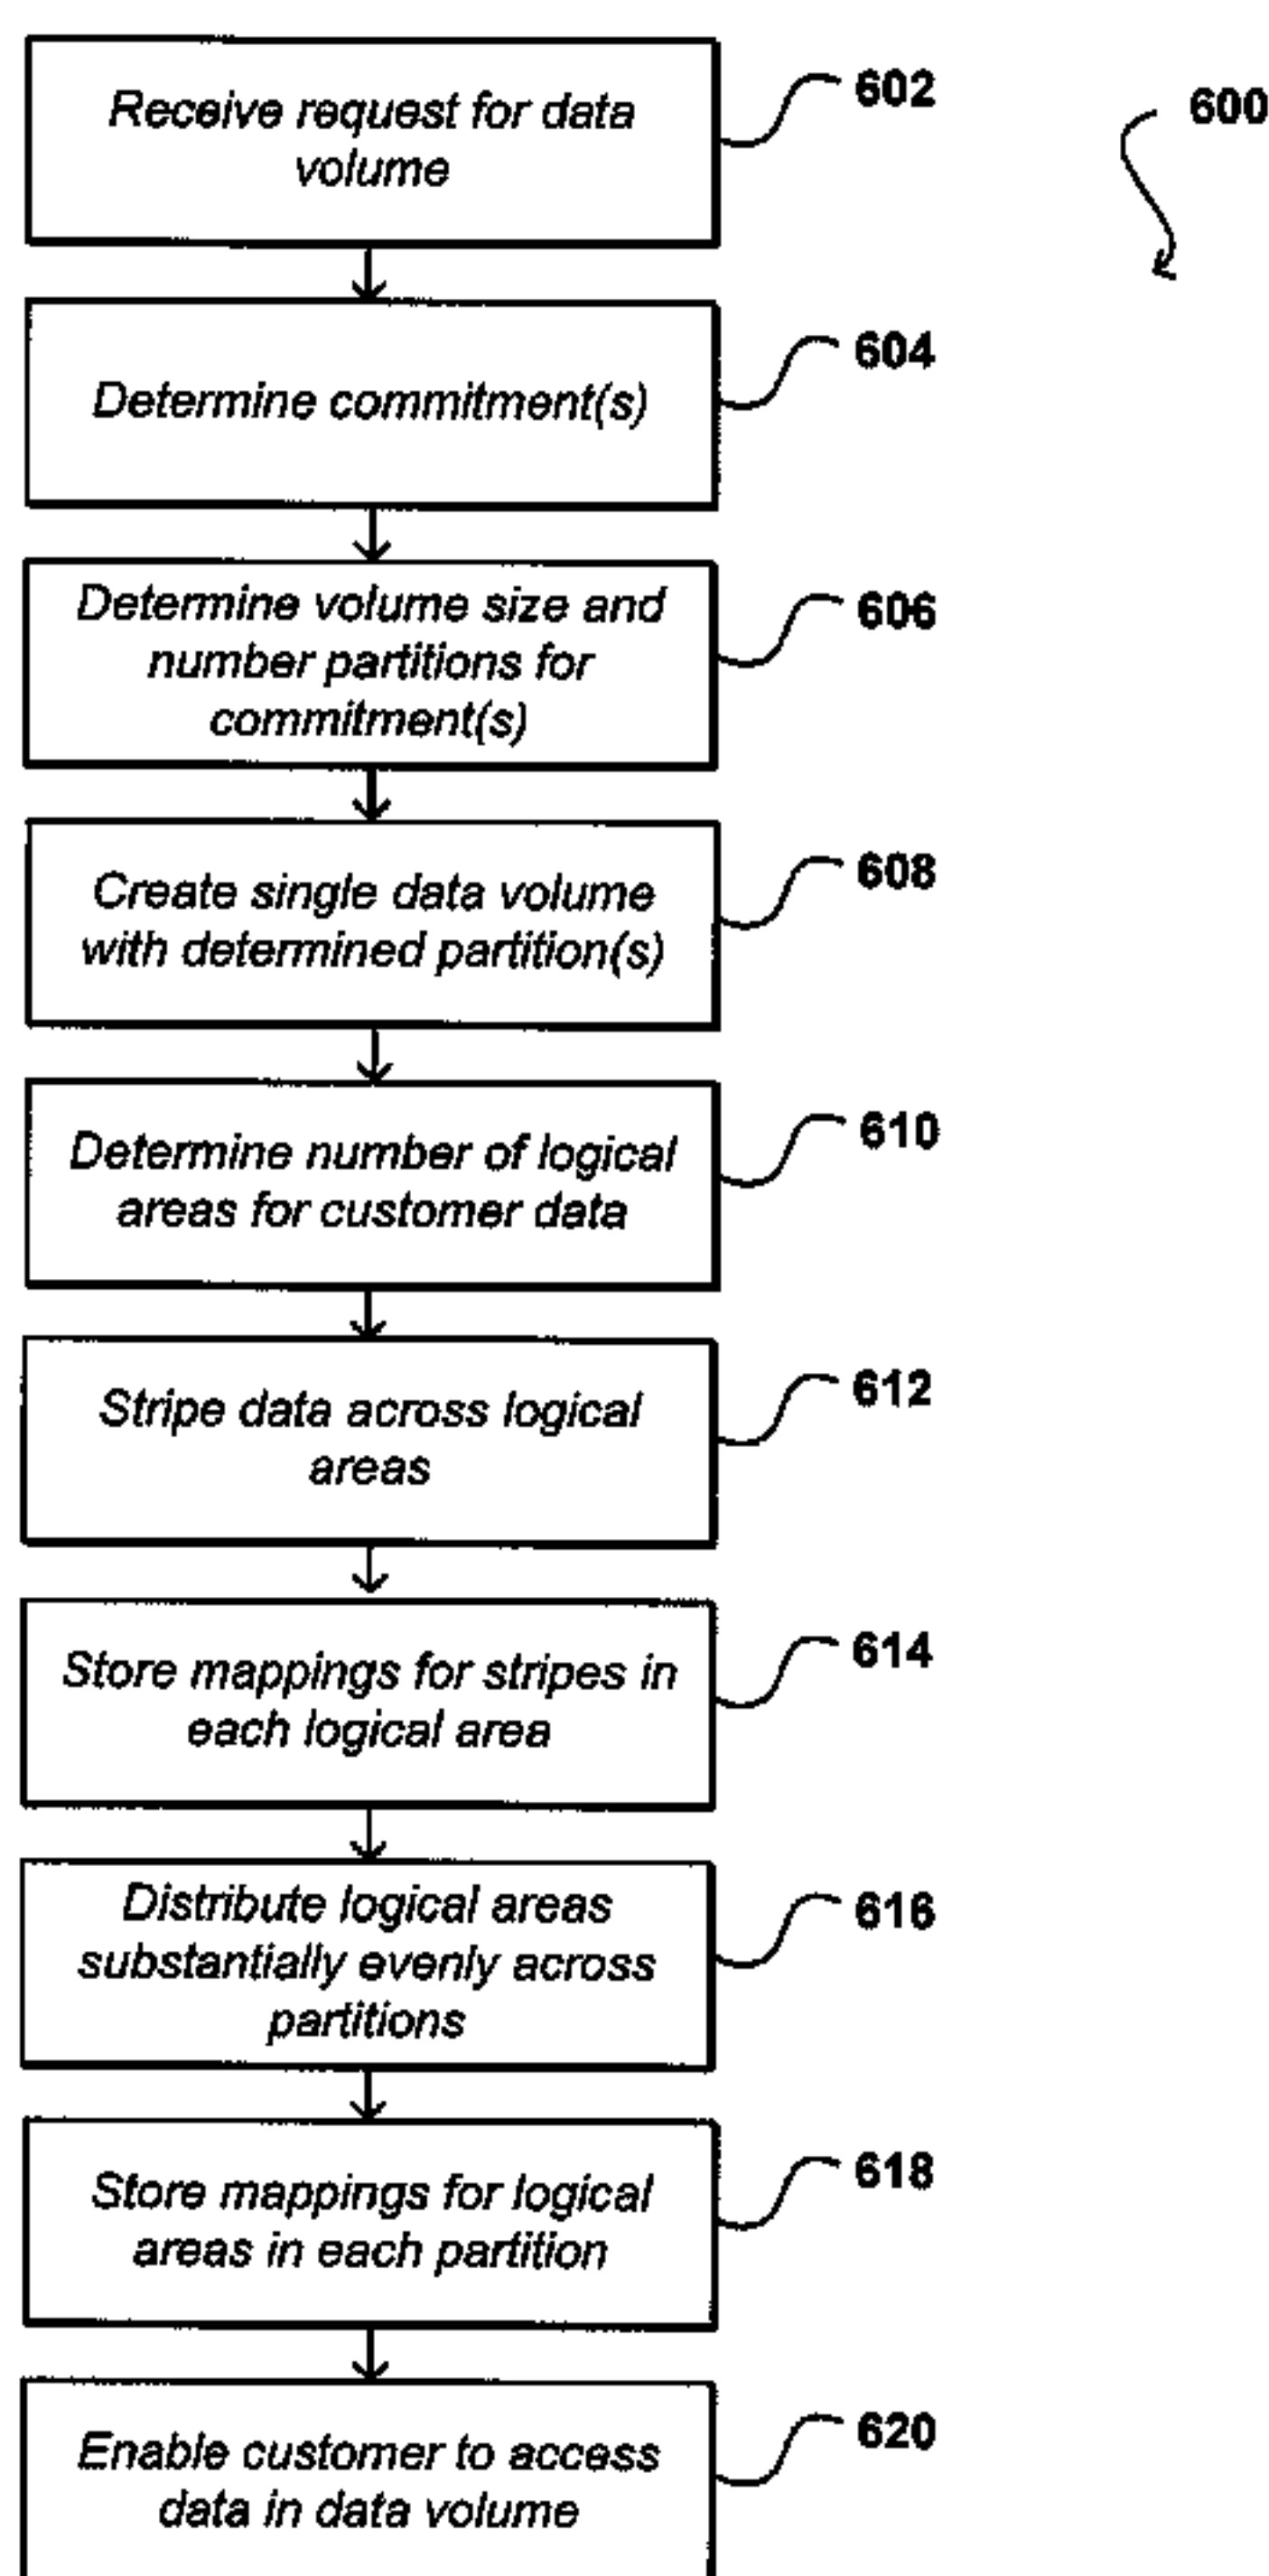 Receive request for data
volume
602
600
Determine commitment(s)
604
Determine volume size and
number partitions for
commitment(s)
606
Create single data volume
with determined partition(s)
608
Determine number of logical
areas for customer data
610
Stripe data across logical
areas
612
Store mappings for stripes in
each logical area
614
Distribute logical areas
substantially evenly across
partitions
616
Store mappings for logical
areas in each partition
618
Enable customer to access
data in data volume
620